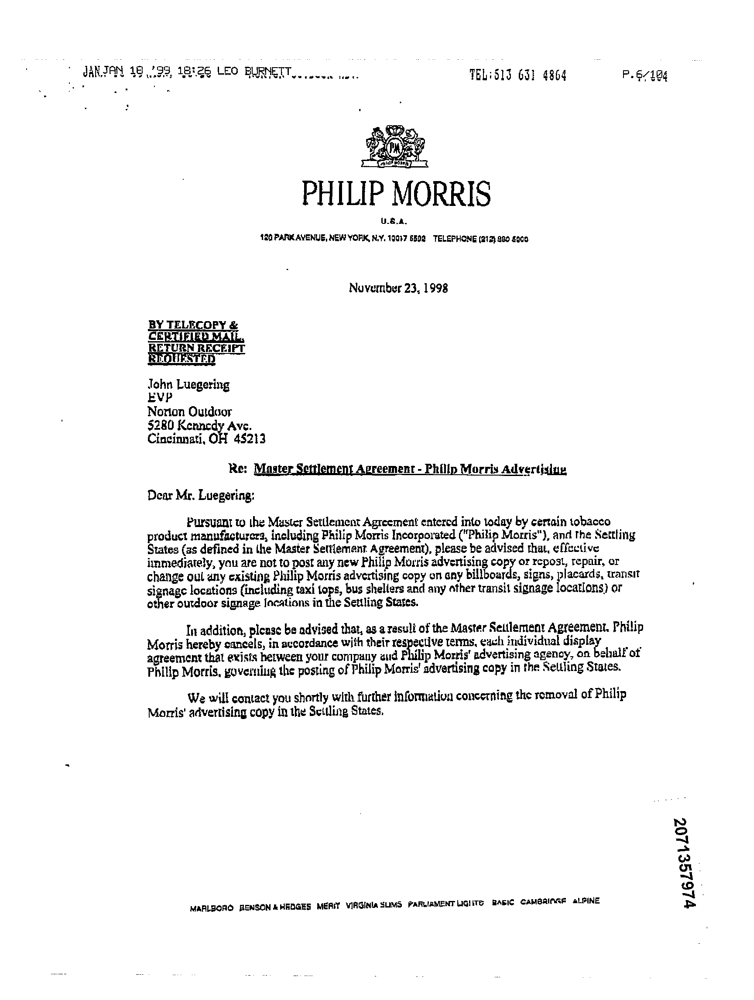 JAN.JAN 18 '99 18:26 LEO BURNETT TEL:513 631 4864 P.6/104
PM
PHILIP MORRIS
U.S.A.
120 PARK AVENUE, NEW YORK, N.Y. 10017 5592 TELEPHONE (212) 880 5000
November 23, 1998
BY TELECOPY &
CERTIFIED MAIL,
RETURN RECEIPT
REQUESTED
John Luegering
EVP
Norton Outdoor
5280 Kennedy Ave.
Cincinnati, OH 45213
Re: Master Settlement Agreement - Philip Morris Advertising
Dear Mr. Luegering:
Pursuant to the Master Settlement Agreement entered into today by certain tobacco
product manufacturers, including Philip Morris Incorporated ("Philip Morris"), and the Settling
States (as defined in the Master Settlement Agreement), please be advised that, effective
immediately, you are not to post any new Philip Morris advertising copy or repost, repair, or
change out any existing Philip Morris advertising copy on any billboards, signs, placards, transit
signage locations (including taxi tops, bus shelters and any other transit signage locations) or
other outdoor signage locations in the Settling States.
In addition, please be advised that, as a result of the Master Settlement Agreement, Philip
Morris hereby cancels, in accordance with their respective terms, each individual display
agreement that exists between your company and Philip Morris' advertising agency, on behalf of
Philip Morris, governing the posting of Philip Morris' advertising copy in the Settling States.
We will contact you shortly with further information concerning the removal of Philip
Morris' advertising copy in the Settling States.
2071357974
MARLBORO BENSON & HEDGES MERIT VIRGINIA SLIMS PARLIAMENT LIGHTS BASIC CAMBRIDGE ALPINE